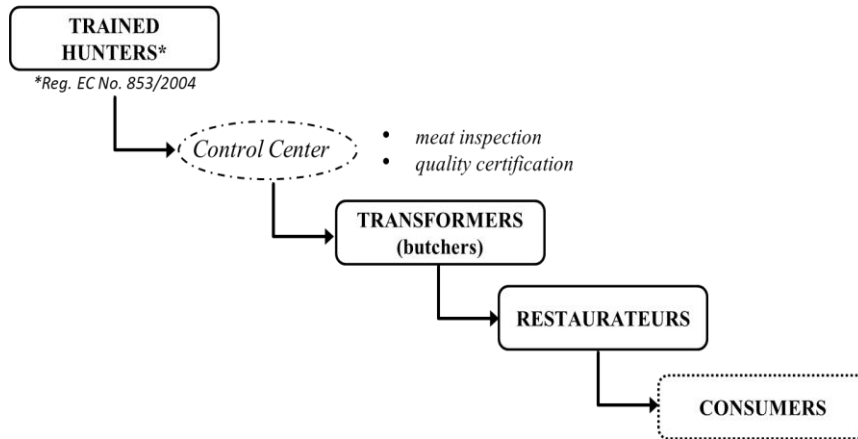 TRAINED
HUNTERS*
*Reg. EC No. 853/2004
Control Center
• meat inspection
• quality certification
TRANSFORMERS
(butchers)
RESTAURATEURS
CONSUMERS